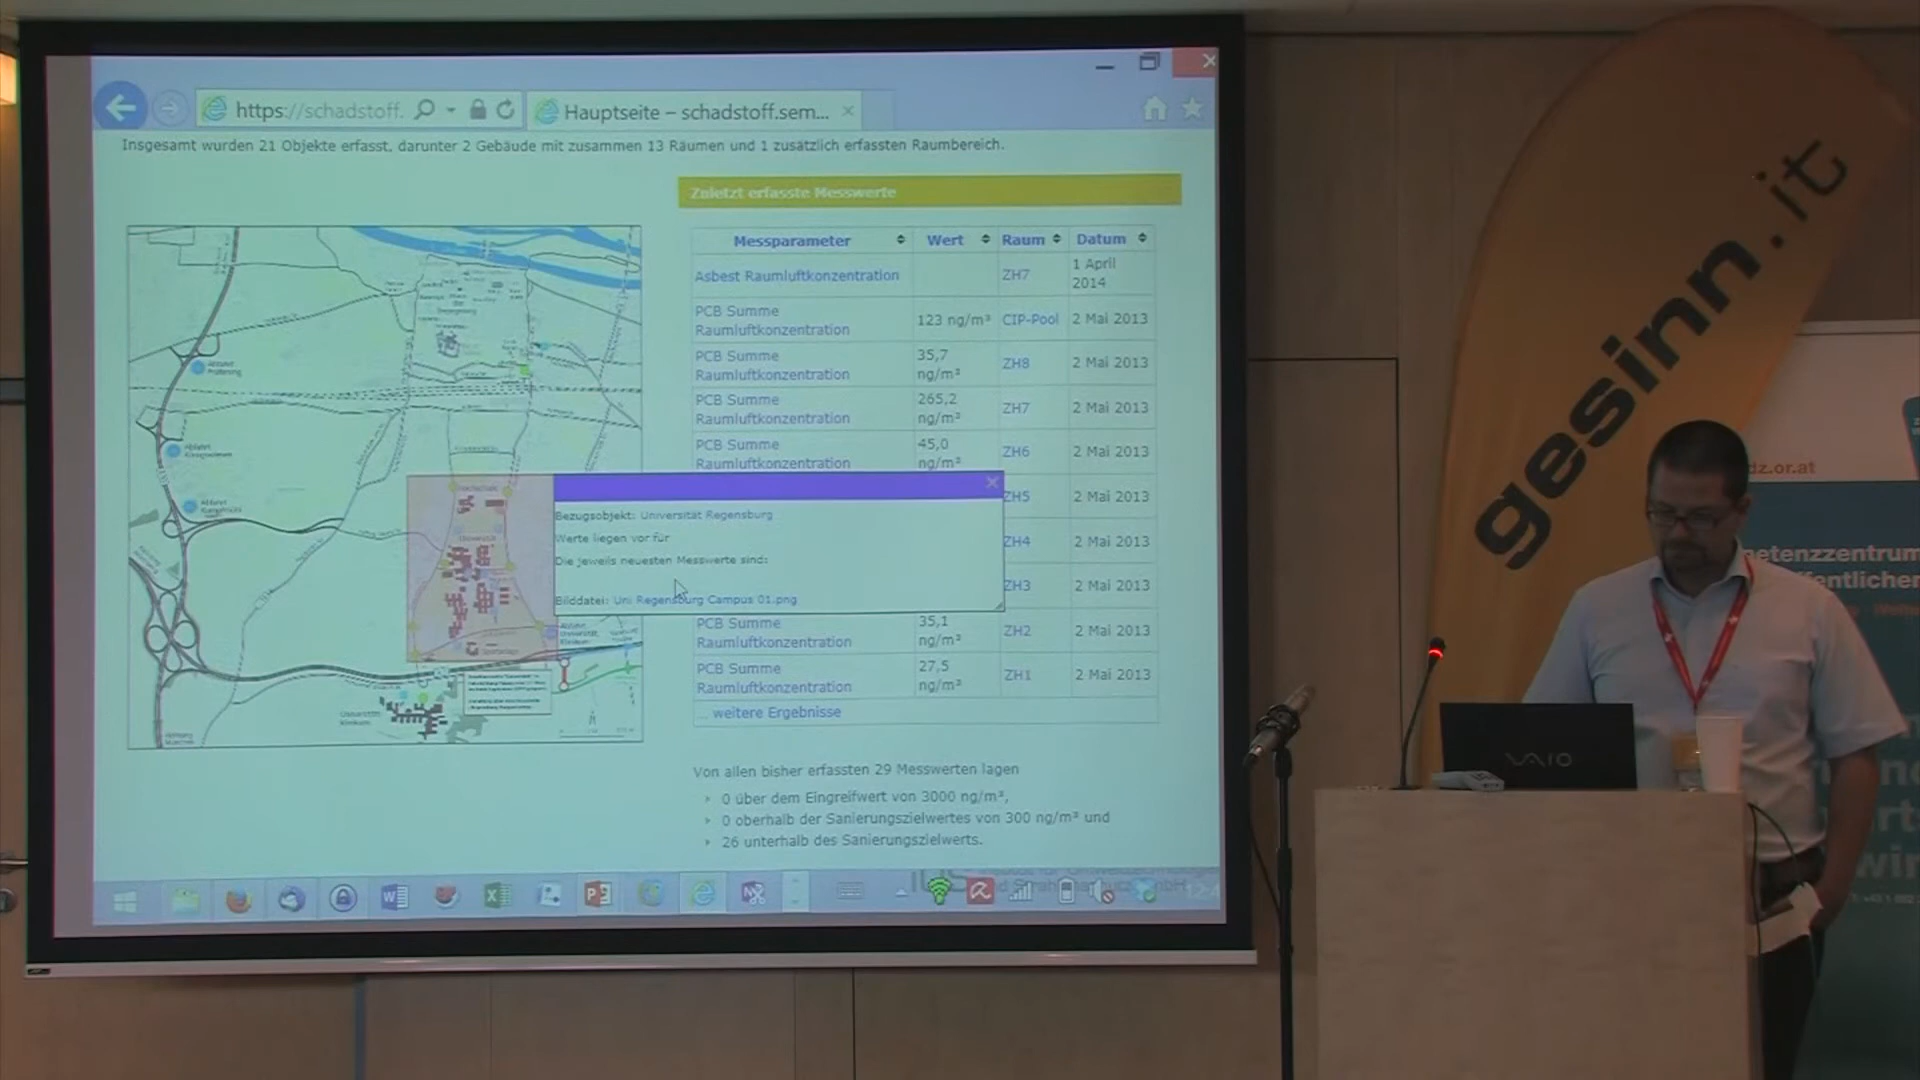 https://schadstoff.
Hauptseite – schadstoff.sem...
Insgesamt wurden 21 Objekte erfasst, darunter 2 Gebäude mit zusammen 13 Räumen und 1 zusätzlich erfassten Raumbereich.
Zuletzt erfasste Messwerte
Messparameter Wert Raum Datum
Asbest Raumluftkonzentration ZH7 1 April
2014
PCB Summe
Raumluftkonzentration 123 ng/m³ CIP-Pool 2 Mai 2013
PCB Summe 35,7
Raumluftkonzentration ng/m³ ZH8 2 Mai 2013
PCB Summe 265,2
Raumluftkonzentration ng/m³ ZH7 2 Mai 2013
PCB Summe 45,0
Raumluftkonzentration ng/m³ ZH6 2 Mai 2013
ZH5 2 Mai 2013
ZH4 2 Mai 2013
ZH3 2 Mai 2013
PCB Summe 35,1
Raumluftkonzentration ng/m³ ZH2 2 Mai 2013
PCB Summe 27,5
Raumluftkonzentration ng/m³ ZH1 2 Mai 2013
... weitere Ergebnisse
Bezugsobjekt: Universität Regensburg
Werte liegen vor für
Die jeweils neuesten Messwerte sind:
Bilddatei: Uni Regensburg Campus 01.png
Von allen bisher erfassten 29 Messwerten lagen
0 über dem Eingreifwert von 3000 ng/m³,
0 oberhalb der Sanierungszielwertes von 300 ng/m³ und
26 unterhalb des Sanierungszielwerts.
gesinn.it
dz.or.at
etenzzentrum
ffentlicher
VAIO